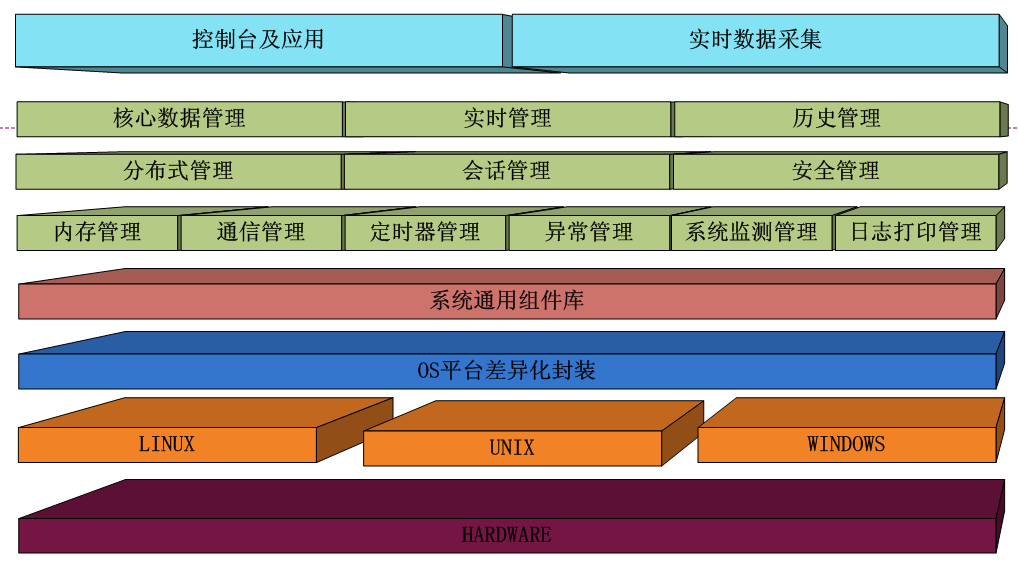 控制台及应用
实时数据采集
核心数据管理
实时管理
历史管理
分布式管理
会话管理
安全管理
内存管理
通信管理
定时器管理
异常管理
系统监测管理
日志打印管理
系统通用组件库
OS平台差异化封装
LINUX
UNIX
WINDOWS
HARDWARE